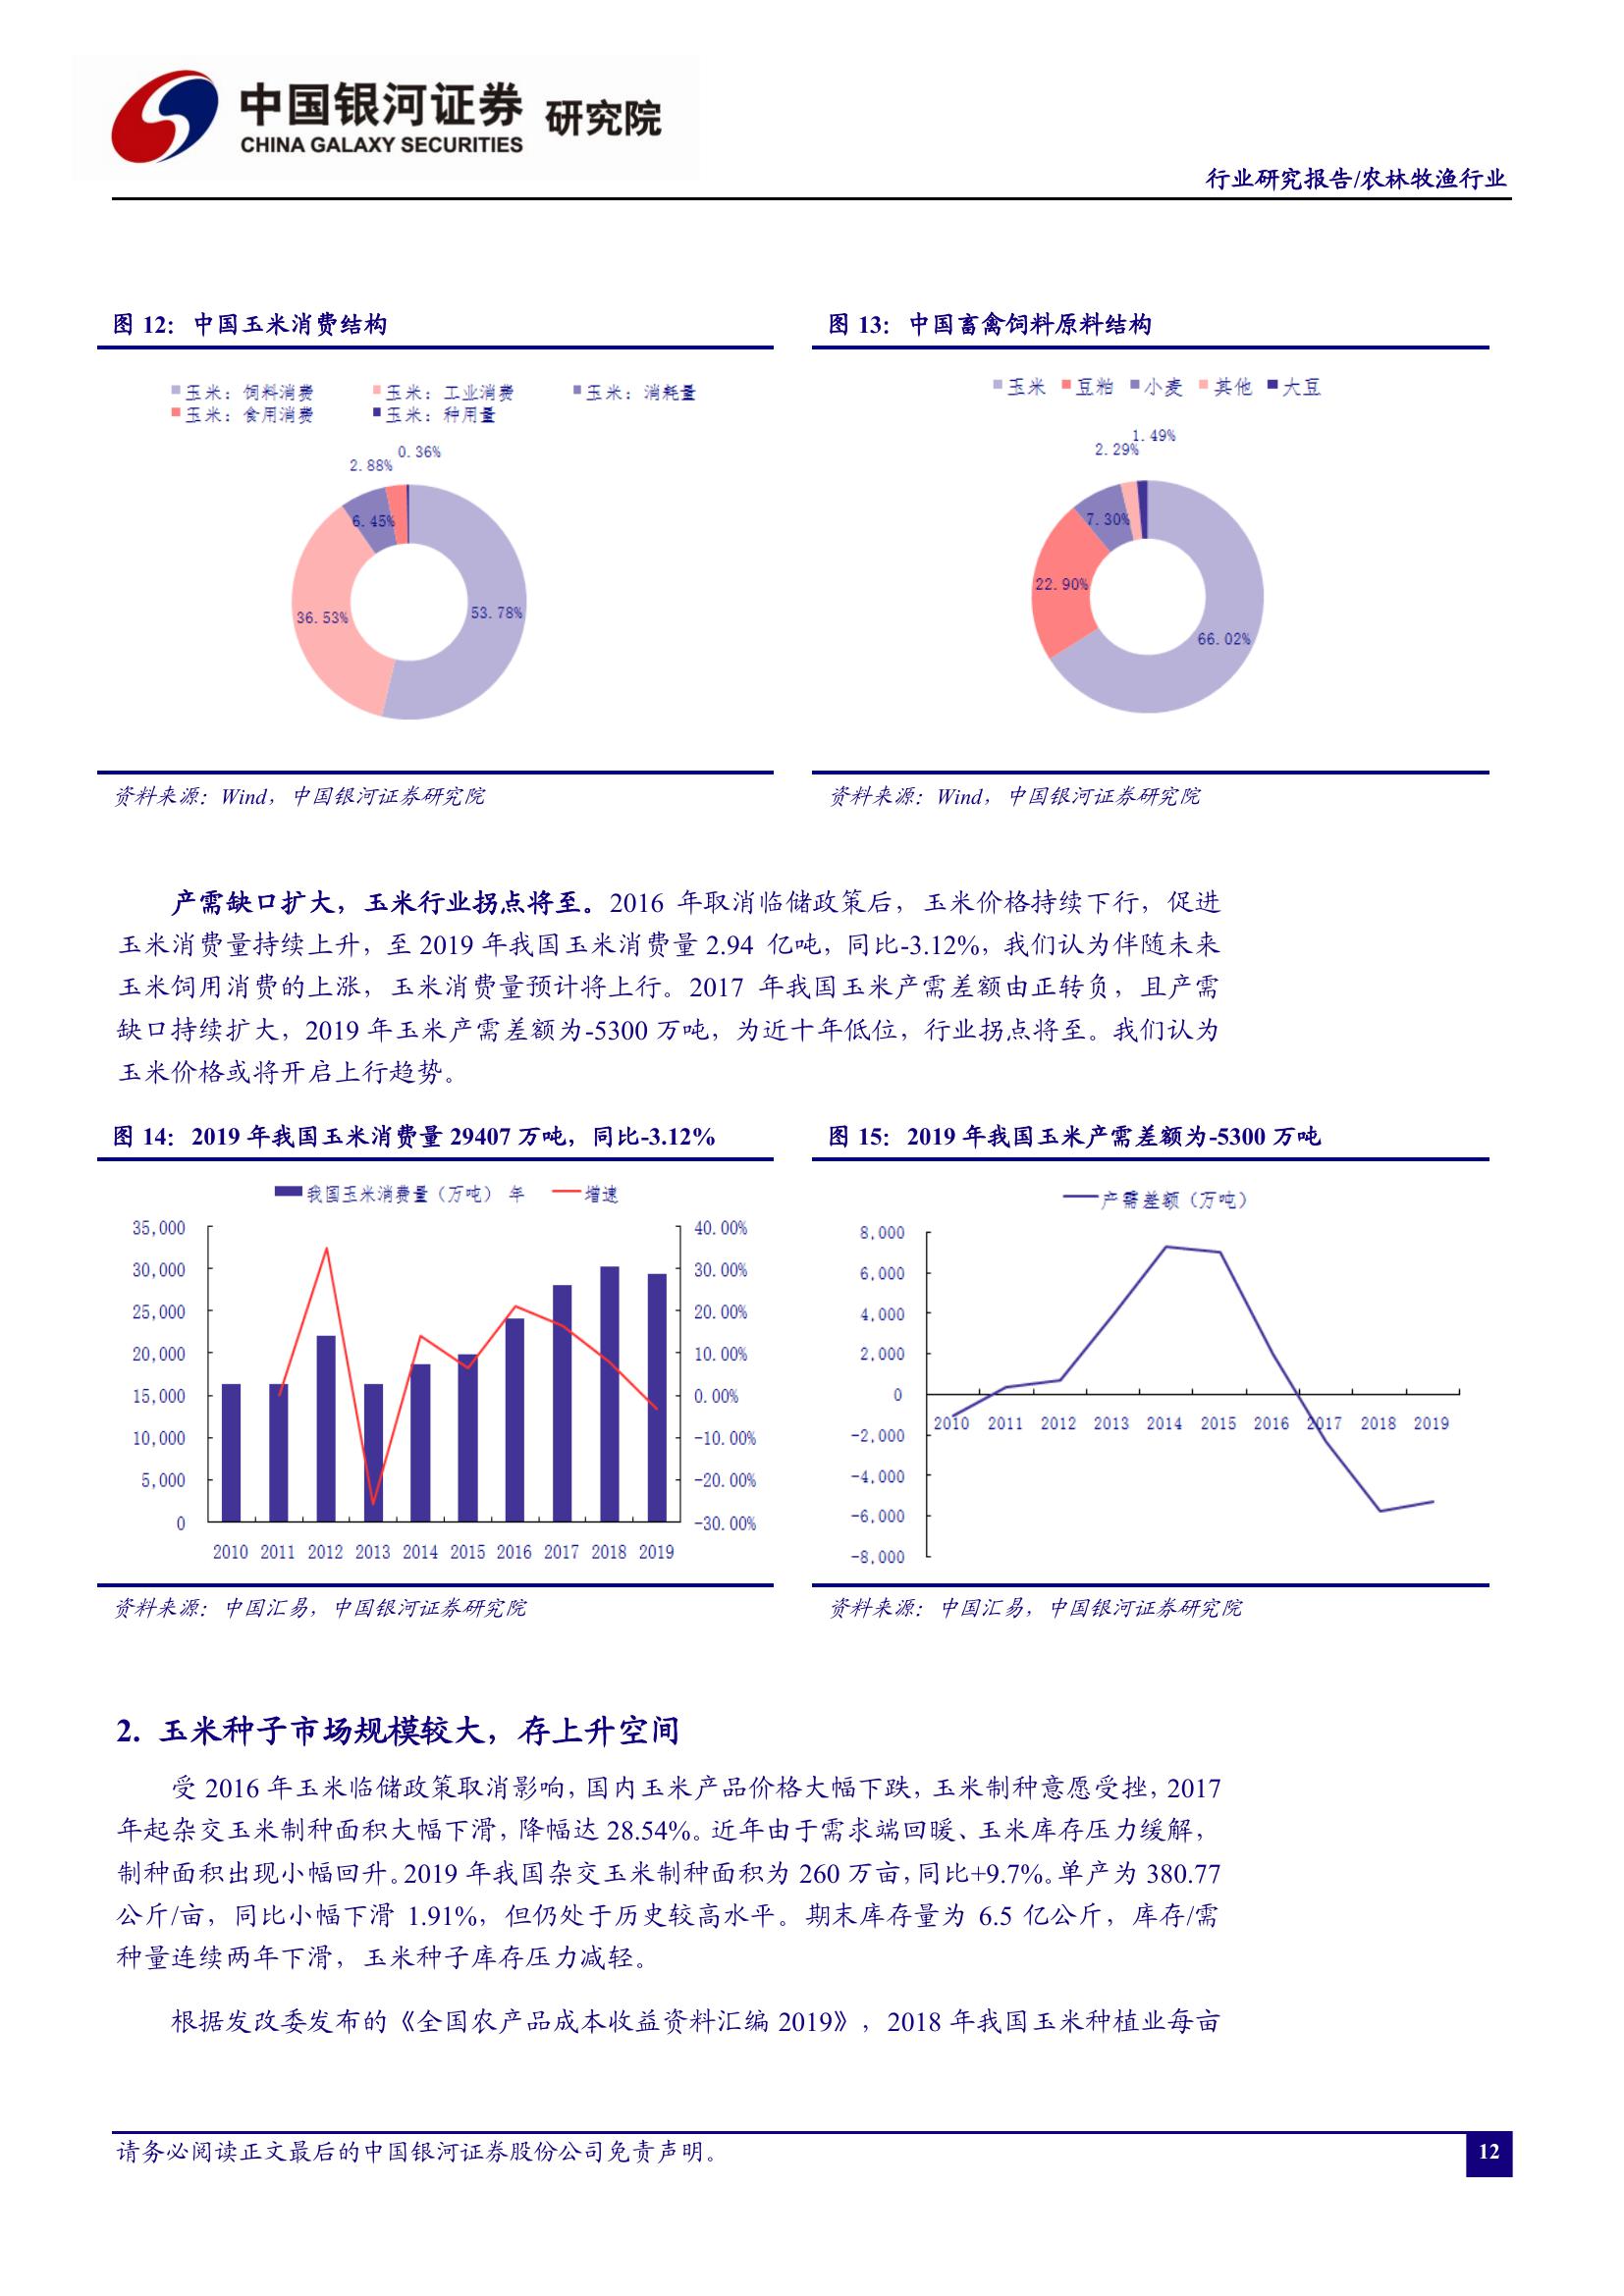 中国银河证券 研究院
CHINA GALAXY SECURITIES
行业研究报告/农林牧渔行业
图 12：中国玉米消费结构
玉米：饲料消费 玉米：工业消费 玉米：消耗量
玉米：食用消费 玉米：种用量
0.36%
2.88%
6.45%
36.53%
53.78%
资料来源：Wind，中国银河证券研究院
图 13：中国畜禽饲料原料结构
玉米 豆粕 小麦 其他 大豆
1.49%
2.29%
7.30%
22.90%
66.02%
资料来源：Wind，中国银河证券研究院
产需缺口扩大，玉米行业拐点将至。2016 年取消临储政策后，玉米价格持续下行，促进
玉米消费量持续上升，至 2019 年我国玉米消费量 2.94 亿吨，同比-3.12%，我们认为伴随未来
玉米饲用消费的上涨，玉米消费量预计将上行。2017 年我国玉米产需差额由正转负，且产需
缺口持续扩大，2019 年玉米产需差额为-5300 万吨，为近十年低位，行业拐点将至。我们认为
玉米价格或将开启上行趋势。
图 14：2019 年我国玉米消费量 29407 万吨，同比-3.12%
我国玉米消费量（万吨） 年 增速
35,000 40.00%
30,000 30.00%
25,000 20.00%
20,000 10.00%
15,000 0.00%
10,000 -10.00%
5,000 -20.00%
0 -30.00%
2010 2011 2012 2013 2014 2015 2016 2017 2018 2019
资料来源：中国汇易，中国银河证券研究院
图 15：2019 年我国玉米产需差额为-5300 万吨
产需差额（万吨）
8,000
6,000
4,000
2,000
0
2010 2011 2012 2013 2014 2015 2016 2017 2018 2019
-2,000
-4,000
-6,000
-8,000
资料来源：中国汇易，中国银河证券研究院
2. 玉米种子市场规模较大，存上升空间
受 2016 年玉米临储政策取消影响，国内玉米产品价格大幅下跌，玉米制种意愿受挫，2017
年起杂交玉米制种面积大幅下滑，降幅达 28.54%。近年由于需求端回暖、玉米库存压力缓解，
制种面积出现小幅回升。2019 年我国杂交玉米制种面积为 260 万亩，同比+9.7%。单产为 380.77
公斤/亩，同比小幅下滑 1.91%，但仍处于历史较高水平。期末库存量为 6.5 亿公斤，库存/需
种量连续两年下滑，玉米种子库存压力减轻。
根据发改委发布的《全国农产品成本收益资料汇编 2019》，2018 年我国玉米种植业每亩
请务必阅读正文最后的中国银河证券股份公司免责声明。
12